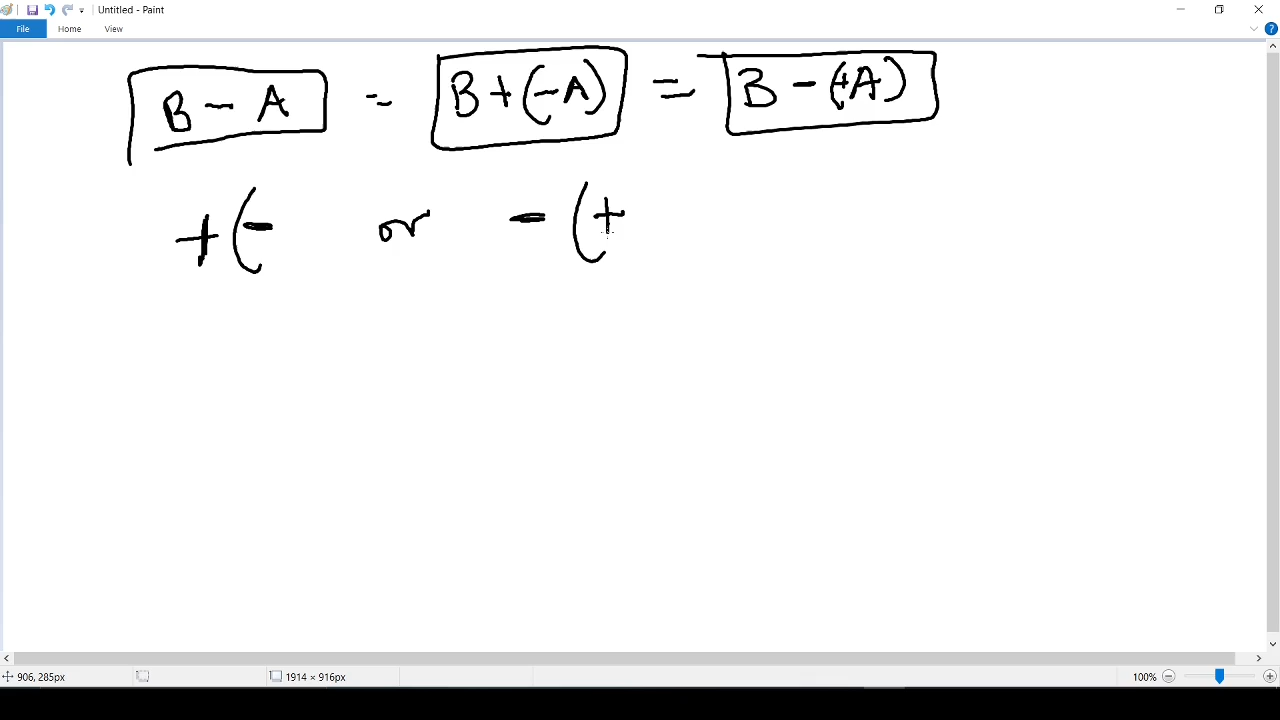 Untitled - Paint
File Home View
B - A = B + (-A) = B - (+A)
+(- or -(+
906, 285px 1914 × 916px 100%